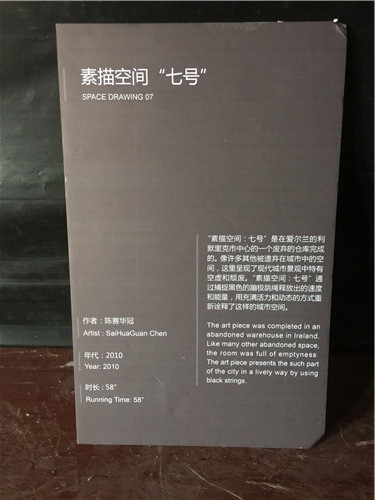 素描空间“七号”
SPACE DRAWING 07
“素描空间：七号”是在爱尔兰的利
默里克市中心的一个废弃的仓库完成
的。像许多其他被遗弃在城市中的空
间，这里呈现了现代城市景观中特有
空虚和颓废。“素描空间：七号”通
过捕捉黑色的蹦极跳绳释放出的速度
和能量，用充满活力和动态的方式重
新诠释了这样的城市空间。
The art piece was completed in an
abandoned warehouse in Ireland.
Like many other abandoned space,
the room was full of emptyness.
The art piece presents the such part
of the city in a lively way by using
black strings.
作者：陈赛华冠
Artist : SaiHuaGuan Chen
年代：2010
Year: 2010
时长：58”
Running Time: 58”